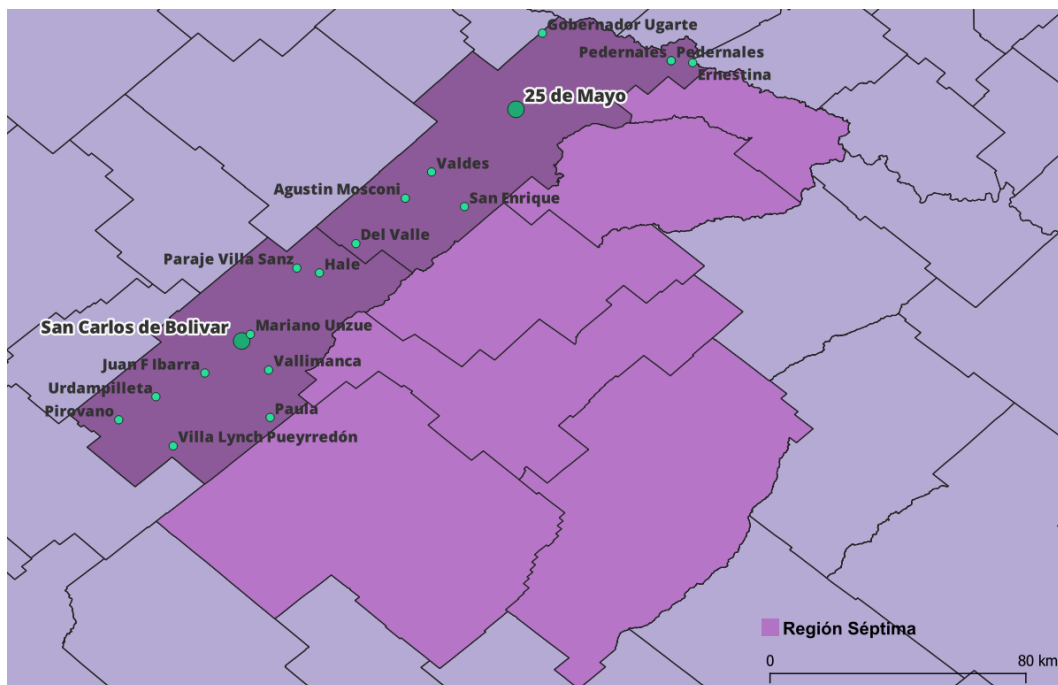 Gobernador Ugarte
Pedernales Pedernales
Ernestina
25 de Mayo
Valdes
Agustin Mosconi
San Enrique
Del Valle
Paraje Villa Sanz
Hale
San Carlos de Bolivar
Mariano Unzue
Juan F Ibarra
Vallimanca
Urdampilleta
Pirovano
Paula
Villa Lynch Pueyrredón
Región Séptima
0 80 km